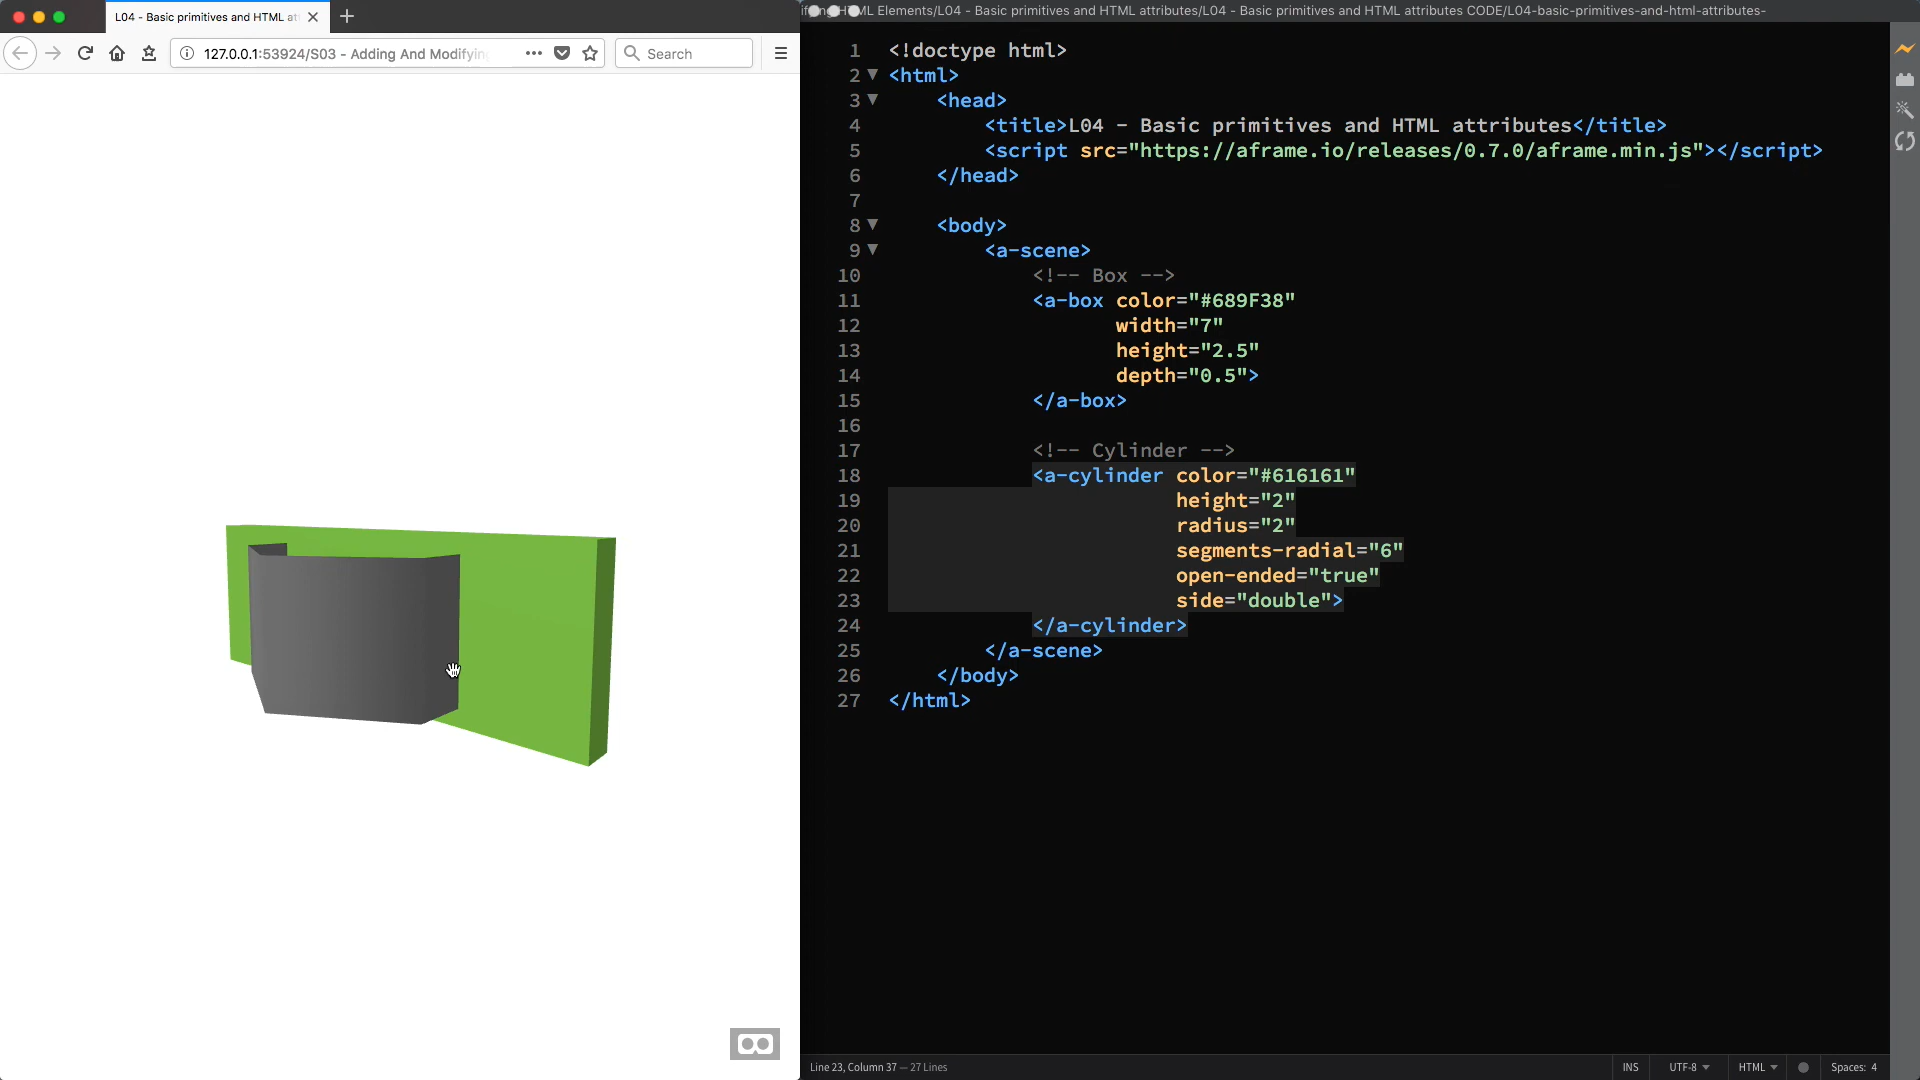 L04 - Basic primitives and HTML at
127.0.0.1:53924/S03 - Adding And Modifyin
Search
HTML Elements/L04 - Basic primitives and HTML attributes/L04 - Basic primitives and HTML attributes CODE/L04-basic-primitives-and-html-attributes-
1 <!doctype html>
2 <html>
3 <head>
4 <title>L04 - Basic primitives and HTML attributes</title>
5 <script src="https://aframe.io/releases/0.7.0/aframe.min.js"></script>
6 </head>
7
8 <body>
9 <a-scene>
10 <!-- Box -->
11 <a-box color="#689F38"
12 width="7"
13 height="2.5"
14 depth="0.5">
15 </a-box>
16
17 <!-- Cylinder -->
18 <a-cylinder color="#616161"
19 height="2"
20 radius="2"
21 segments-radial="6"
22 open-ended="true"
23 side="double">
24 </a-cylinder>
25 </a-scene>
26 </body>
27 </html>
Line 23, Column 37 — 27 Lines
INS
UTF-8
HTML
Spaces: 4